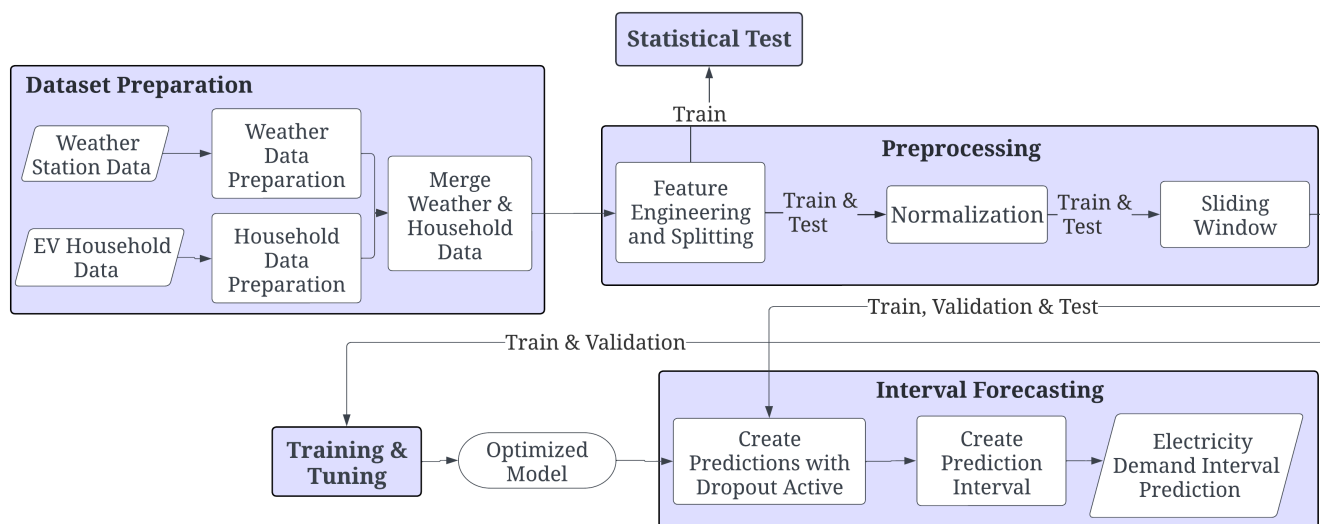 Statistical Test
Train
Dataset Preparation
Weather
Station Data
Weather
Data
Preparation
EV Household
Data
Household
Data
Preparation
Merge
Weather &
Household
Data
Preprocessing
Feature
Engineering
and Splitting
Train &
Test
Normalization
Train &
Test
Sliding
Window
Train, Validation & Test
Train & Validation
Training &
Tuning
Optimized
Model
Interval Forecasting
Create
Predictions with
Dropout Active
Create
Prediction
Interval
Electricity
Demand Interval
Prediction